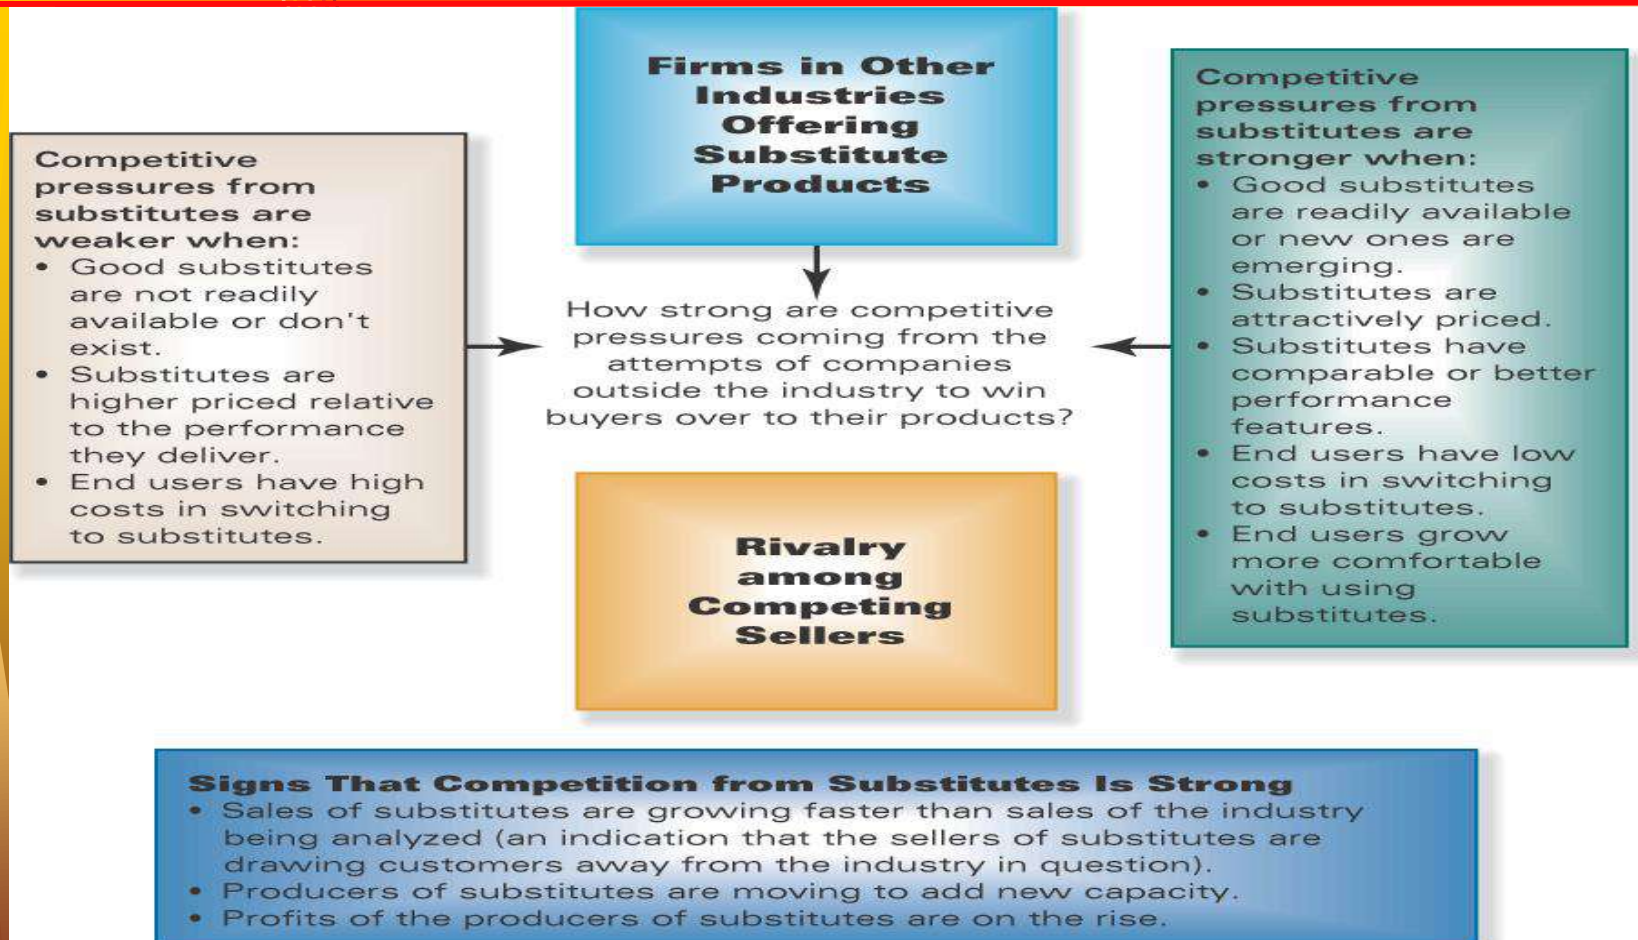 Firms in Other
Industries
Offering
Substitute
Products
Competitive
pressures from
substitutes are
weaker when:
• Good substitutes
are not readily
available or don't
exist.
• Substitutes are
higher priced relative
to the performance
they deliver.
• End users have high
costs in switching
to substitutes.
How strong are competitive
pressures coming from the
attempts of companies
outside the industry to win
buyers over to their products?
Competitive
pressures from
substitutes are
stronger when:
• Good substitutes
are readily available
or new ones are
emerging.
• Substitutes are
attractively priced.
• Substitutes have
comparable or better
performance
features.
• End users have low
costs in switching
to substitutes.
• End users grow
more comfortable
with using
substitutes.
Rivalry
among
Competing
Sellers
Signs That Competition from Substitutes Is Strong
• Sales of substitutes are growing faster than sales of the industry
being analyzed (an indication that the sellers of substitutes are
drawing customers away from the industry in question).
• Producers of substitutes are moving to add new capacity.
• Profits of the producers of substitutes are on the rise.